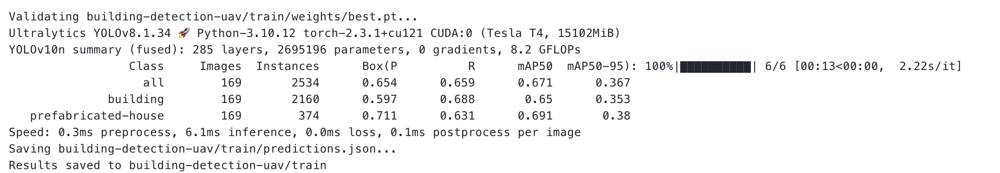 Validating building-detection-uav/train/weights/best.pt...
Ultralytics YOLOv8.1.34 🚀 Python-3.10.12 torch-2.3.1+cu121 CUDA:0 (Tesla T4, 15102MiB)
YOLOv10n summary (fused): 285 layers, 2695196 parameters, 0 gradients, 8.2 GFLOPs
Class Images Instances Box(P R mAP50 mAP50-95): 100%|██████████| 6/6 [00:13<00:00, 2.22s/it]
all 169 2534 0.654 0.659 0.671 0.367
building 169 2160 0.597 0.688 0.65 0.353
prefabricated-house 169 374 0.711 0.631 0.691 0.38
Speed: 0.3ms preprocess, 6.1ms inference, 0.0ms loss, 0.1ms postprocess per image
Saving building-detection-uav/train/predictions.json...
Results saved to building-detection-uav/train